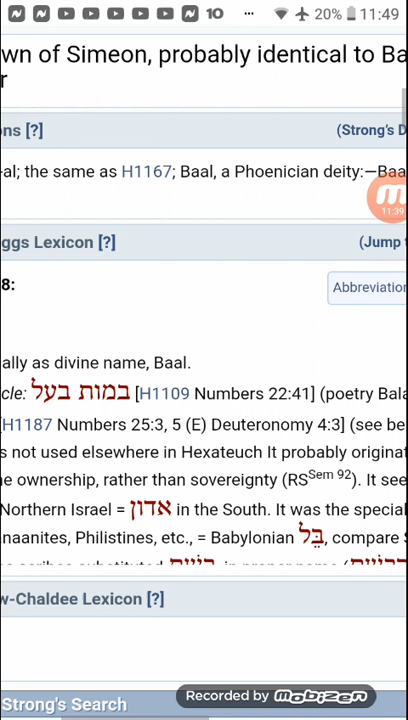 10 ... 20% 11:49
wn of Simeon, probably identical to Ba
r
ons [?] (Strong's D
-al; the same as H1167; Baal, a Phoenician deity:—Baa
11:39
ggs Lexicon [?] (Jump
8:
Abbreviation
ally as divine name, Baal.
cle: במות בעל [H1109 Numbers 22:41] (poetry Bala
[H1187 Numbers 25:3, 5 (E) Deuteronomy 4:3] (see be
s not used elsewhere in Hexateuch It probably originat
e ownership, rather than sovereignty (RSSem 92). It see
Northern Israel = אדון in the South. It was the special
naanites, Philistines, etc., = Babylonian בֵּל, compare
w-Chaldee Lexicon [?]
Strong's Search
Recorded by mobizen